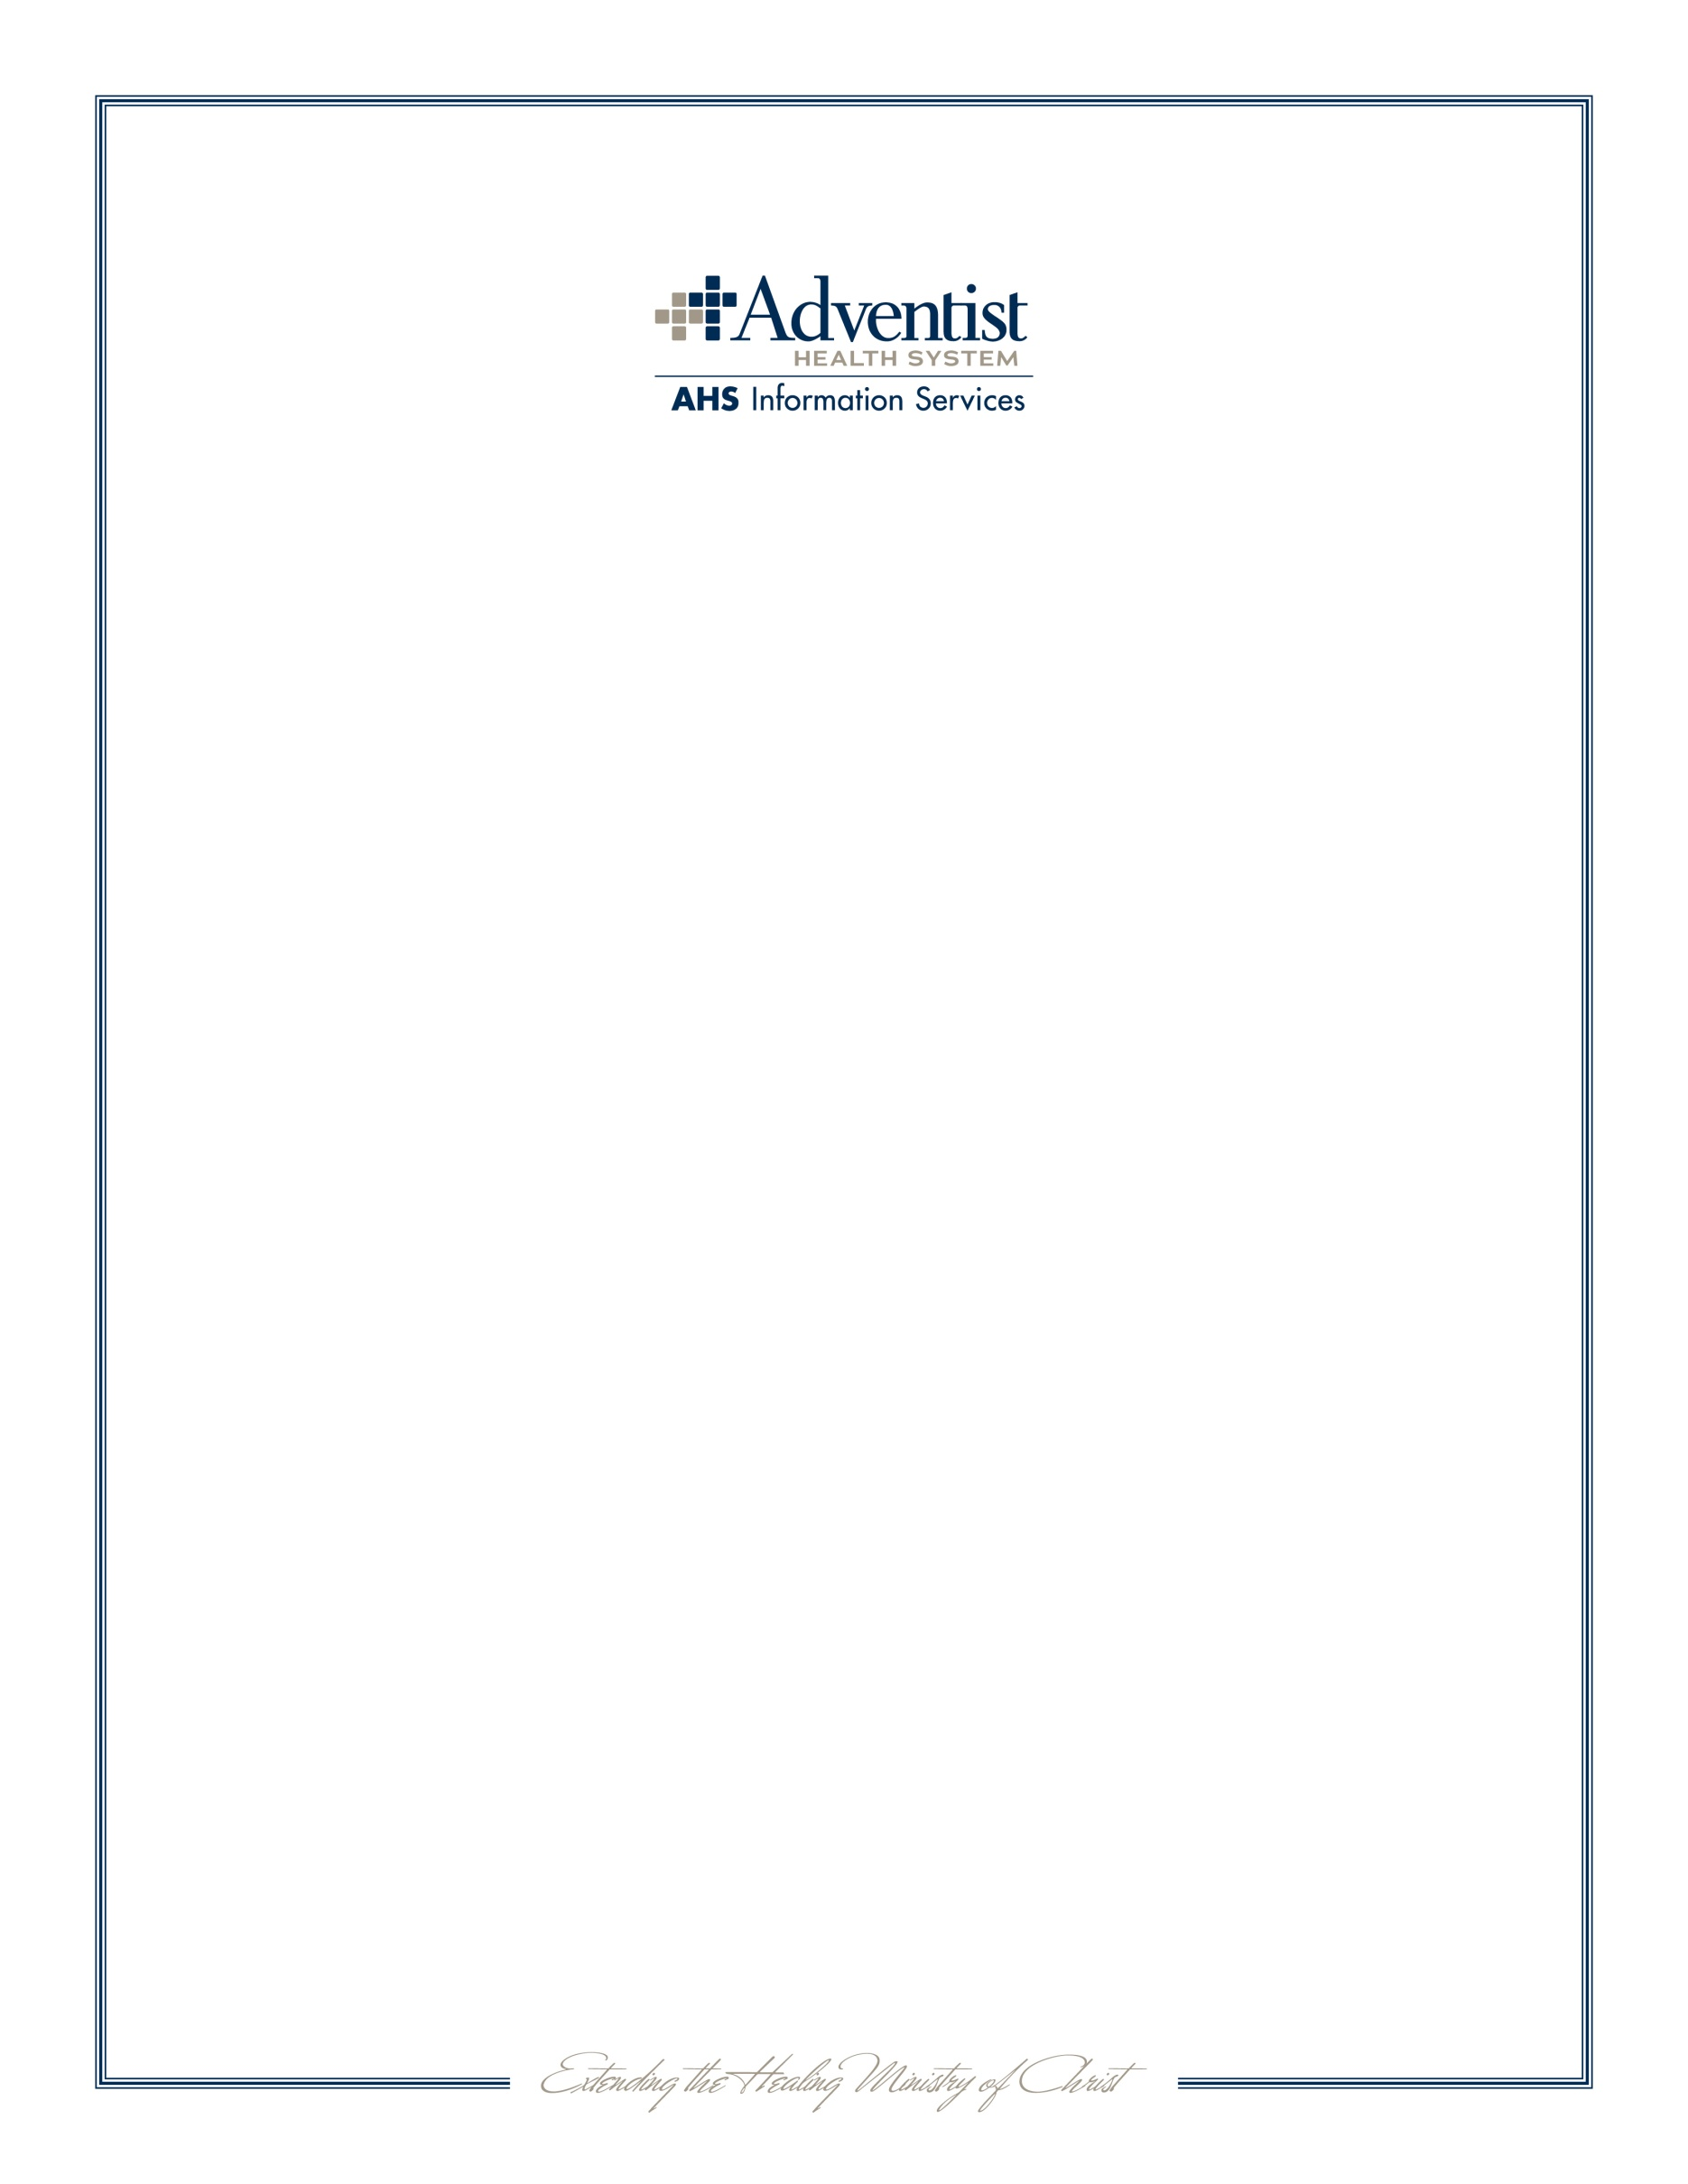 Adventist
HEALTH SYSTEM
AHS Information Services
Extending the Healing Ministry of Christ